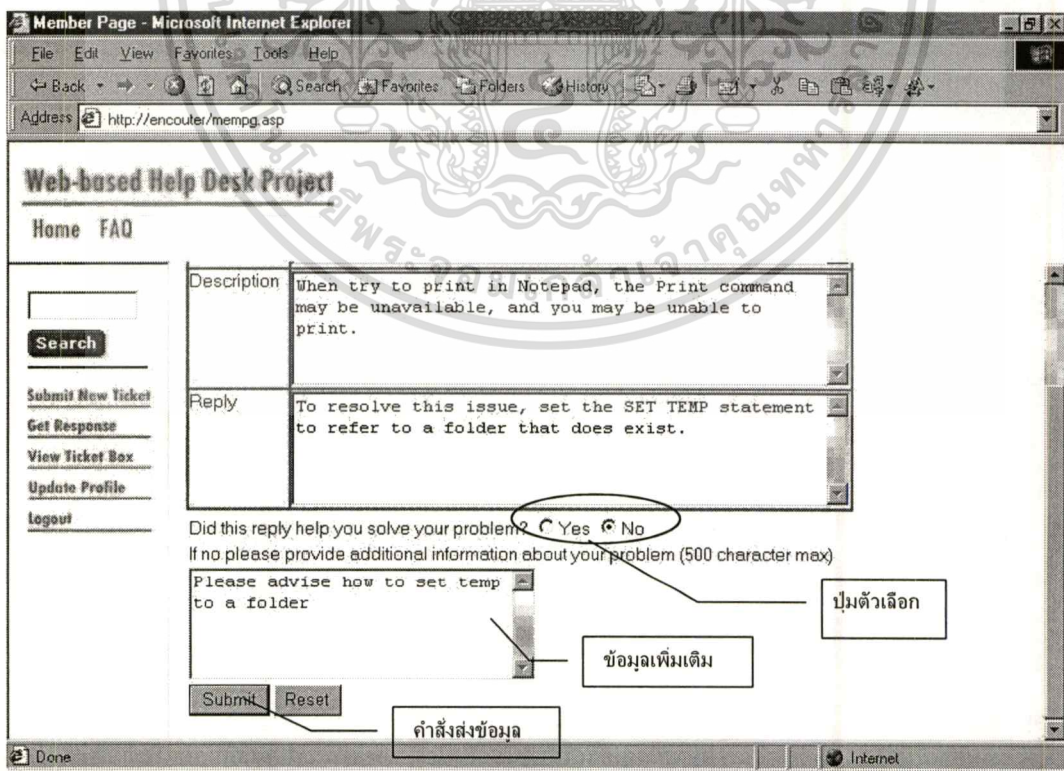 Member Page - Microsoft Internet Explorer
File Edit View Favorites Tools Help
Back Search Favorites Folders History
Address http://encouter/mempg.asp
Web-based Help Desk Project
Home FAQ
Search
Submit New Ticket
Get Response
View Ticket Box
Update Profile
Logout
Description
When try to print in Notepad, the Print command
may be unavailable, and you may be unable to
print.
Reply
To resolve this issue, set the SET TEMP statement
to refer to a folder that does exist.
Did this reply help you solve your problem? Yes No
If no please provide additional information about your problem (500 character max)
Please advise how to set temp
to a folder
ปุ่มตัวเลือก
ข้อมูลเพิ่มเติม
Submit Reset
คำสั่งส่งข้อมูล
Done Internet